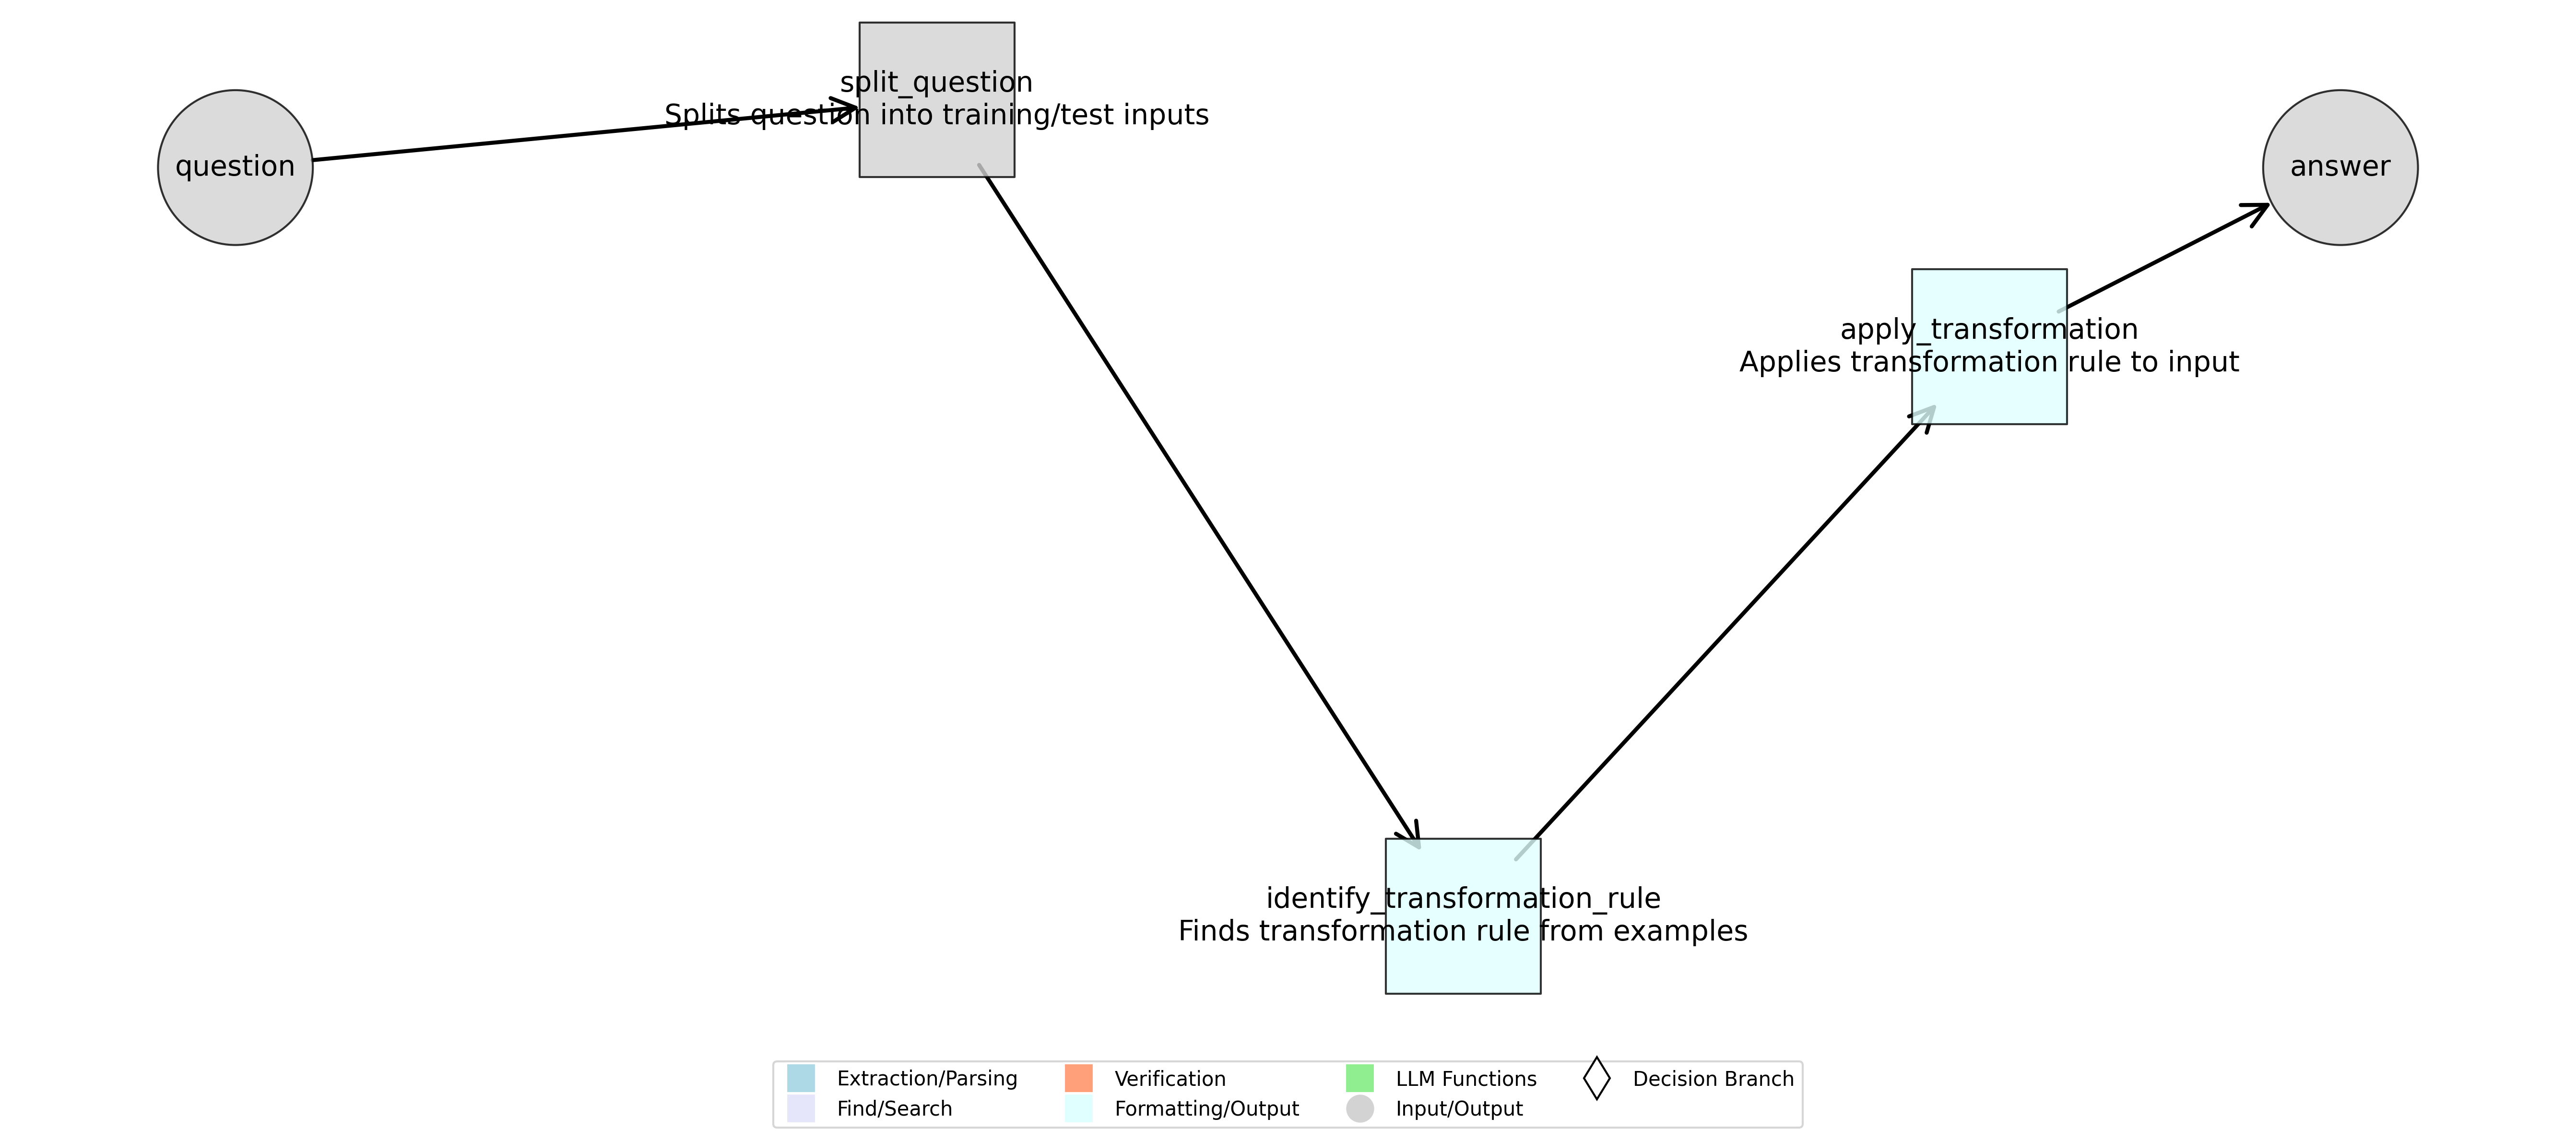 question
split_question
Splits question into training/test inputs
answer
apply_transformation
Applies transformation rule to input
identify_transformation_rule
Finds transformation rule from examples
Extraction/Parsing
Find/Search
Verification
Formatting/Output
LLM Functions
Input/Output
Decision Branch